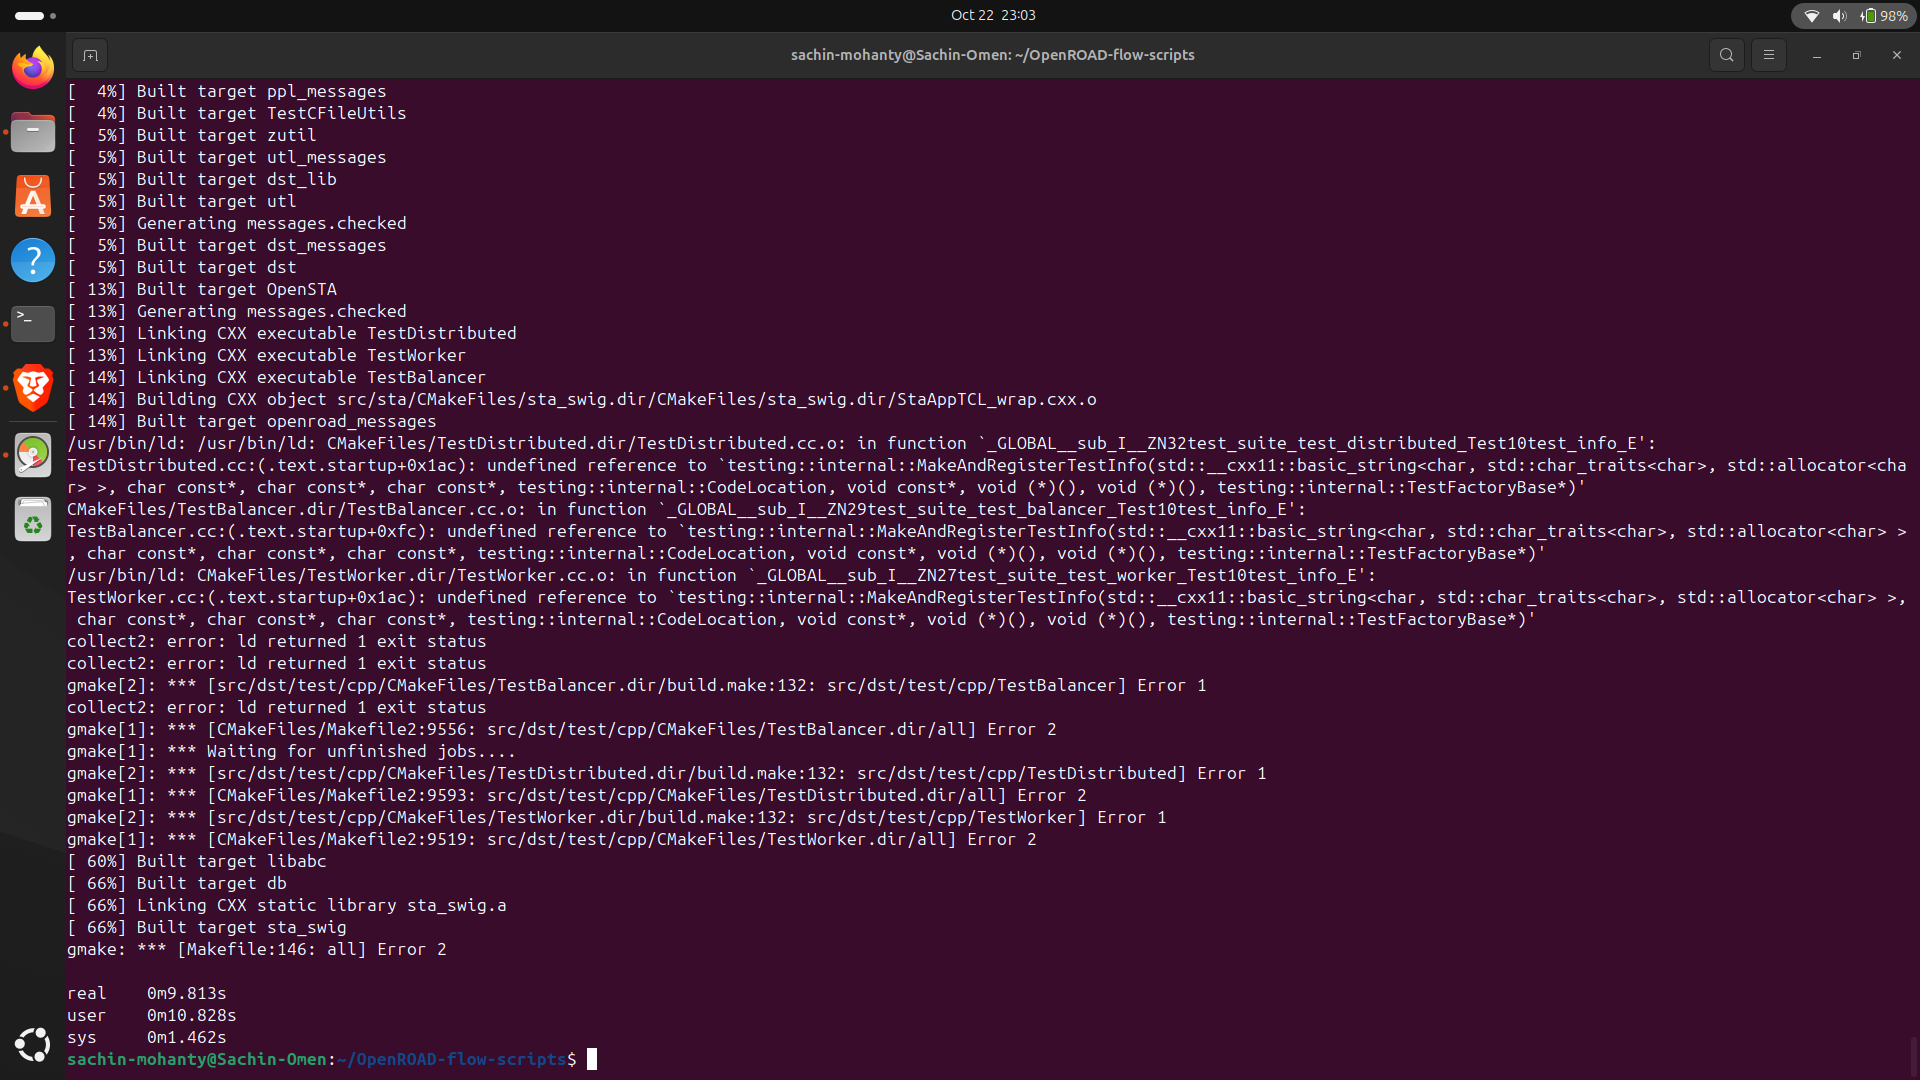 Oct 22 23:03
98%
sachin-mohanty@Sachin-Omen: ~/OpenROAD-flow-scripts
[  4%] Built target ppl_messages
[  4%] Built target TestCFileUtils
[  5%] Built target zutil
[  5%] Built target utl_messages
[  5%] Built target dst_lib
[  5%] Built target utl
[  5%] Generating messages.checked
[  5%] Built target dst_messages
[  5%] Built target dst
[ 13%] Built target OpenSTA
[ 13%] Generating messages.checked
[ 13%] Linking CXX executable TestDistributed
[ 13%] Linking CXX executable TestWorker
[ 14%] Linking CXX executable TestBalancer
[ 14%] Building CXX object src/sta/CMakeFiles/sta_swig.dir/CMakeFiles/sta_swig.dir/StaAppTCL_wrap.cxx.o
[ 14%] Built target openroad_messages
/usr/bin/ld: /usr/bin/ld: CMakeFiles/TestDistributed.dir/TestDistributed.cc.o: in function `_GLOBAL__sub_I__ZN32test_suite_test_distributed_Test10test_info_E':
TestDistributed.cc:(.text.startup+0x1ac): undefined reference to `testing::internal::MakeAndRegisterTestInfo(std::__cxx11::basic_string<char, std::char_traits<char>, std::allocator<cha
r> >, char const*, char const*, char const*, testing::internal::CodeLocation, void const*, void (*)(), void (*)(), testing::internal::TestFactoryBase*)'
CMakeFiles/TestBalancer.dir/TestBalancer.cc.o: in function `_GLOBAL__sub_I__ZN29test_suite_test_balancer_Test10test_info_E':
TestBalancer.cc:(.text.startup+0xfc): undefined reference to `testing::internal::MakeAndRegisterTestInfo(std::__cxx11::basic_string<char, std::char_traits<char>, std::allocator<char> >
, char const*, char const*, char const*, testing::internal::CodeLocation, void const*, void (*)(), void (*)(), testing::internal::TestFactoryBase*)'
/usr/bin/ld: CMakeFiles/TestWorker.dir/TestWorker.cc.o: in function `_GLOBAL__sub_I__ZN27test_suite_test_worker_Test10test_info_E':
TestWorker.cc:(.text.startup+0x1ac): undefined reference to `testing::internal::MakeAndRegisterTestInfo(std::__cxx11::basic_string<char, std::char_traits<char>, std::allocator<char> >,
 char const*, char const*, char const*, testing::internal::CodeLocation, void const*, void (*)(), void (*)(), testing::internal::TestFactoryBase*)'
collect2: error: ld returned 1 exit status
collect2: error: ld returned 1 exit status
gmake[2]: *** [src/dst/test/cpp/CMakeFiles/TestBalancer.dir/build.make:132: src/dst/test/cpp/TestBalancer] Error 1
collect2: error: ld returned 1 exit status
gmake[1]: *** [CMakeFiles/Makefile2:9556: src/dst/test/cpp/CMakeFiles/TestBalancer.dir/all] Error 2
gmake[1]: *** Waiting for unfinished jobs....
gmake[2]: *** [src/dst/test/cpp/CMakeFiles/TestDistributed.dir/build.make:132: src/dst/test/cpp/TestDistributed] Error 1
gmake[1]: *** [CMakeFiles/Makefile2:9593: src/dst/test/cpp/CMakeFiles/TestDistributed.dir/all] Error 2
gmake[2]: *** [src/dst/test/cpp/CMakeFiles/TestWorker.dir/build.make:132: src/dst/test/cpp/TestWorker] Error 1
gmake[1]: *** [CMakeFiles/Makefile2:9519: src/dst/test/cpp/CMakeFiles/TestWorker.dir/all] Error 2
[ 60%] Built target libabc
[ 66%] Built target db
[ 66%] Linking CXX static library sta_swig.a
[ 66%] Built target sta_swig
gmake: *** [Makefile:146: all] Error 2
real    0m9.813s
user    0m10.828s
sys     0m1.462s
sachin-mohanty@Sachin-Omen:~/OpenROAD-flow-scripts$